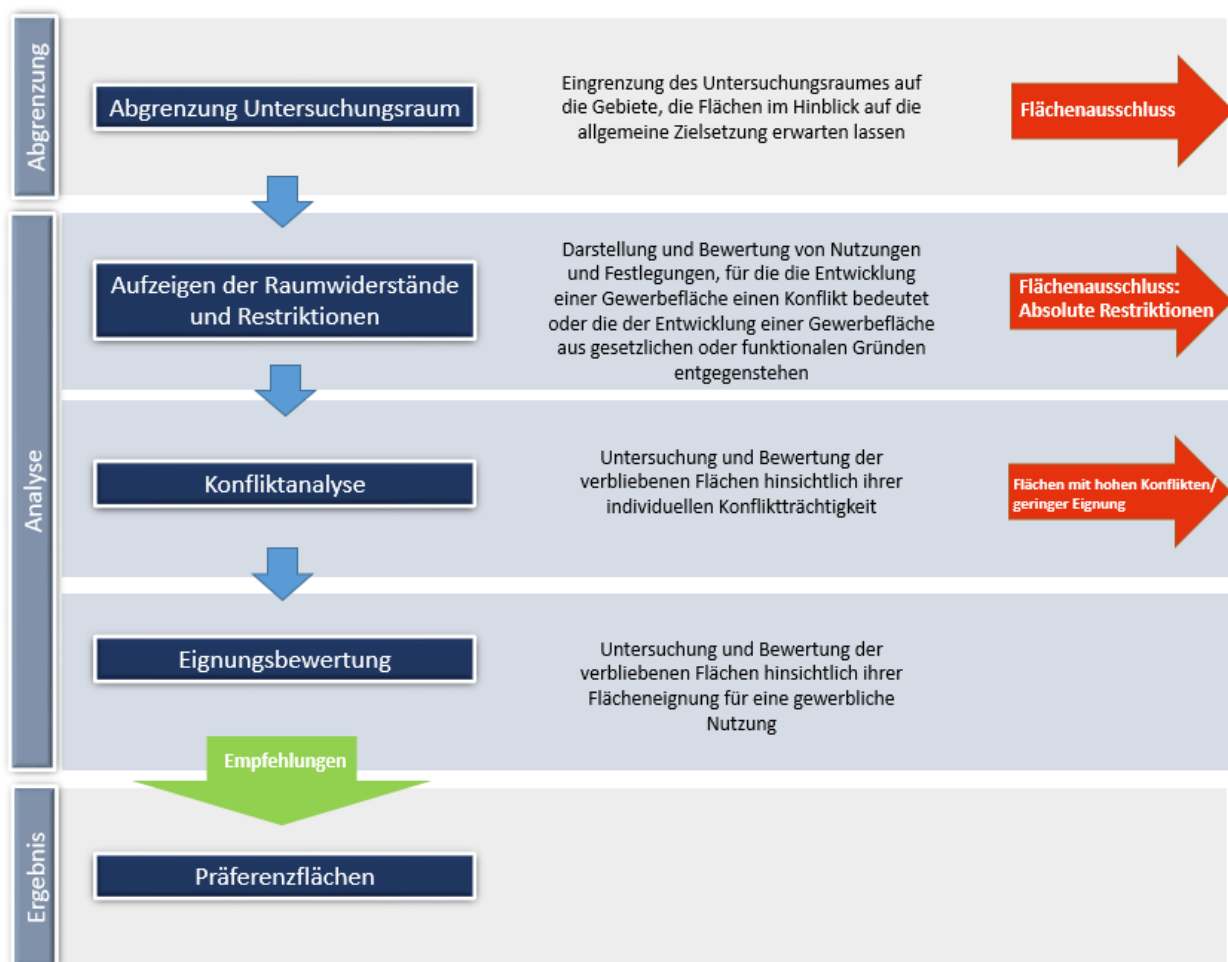 Abgrenzung
Abgrenzung Untersuchungsraum
Eingrenzung des Untersuchungsraumes auf
die Gebiete, die Flächen im Hinblick auf die
allgemeine Zielsetzung erwarten lassen
Flächenausschluss
Analyse
Aufzeigen der Raumwiderstände
und Restriktionen
Darstellung und Bewertung von Nutzungen
und Festlegungen, für die die Entwicklung
einer Gewerbefläche einen Konflikt bedeutet
oder die der Entwicklung einer Gewerbefläche
aus gesetzlichen oder funktionalen Gründen
entgegenstehen
Flächenausschluss:
Absolute Restriktionen
Konfliktanalyse
Untersuchung und Bewertung der
verbliebenen Flächen hinsichtlich ihrer
individuellen Konfliktträchtigkeit
Flächen mit hohen Konflikten/
geringer Eignung
Eignungsbewertung
Untersuchung und Bewertung der
verbliebenen Flächen hinsichtlich ihrer
Flächeneignung für eine gewerbliche
Nutzung
Empfehlungen
Ergebnis
Präferenzflächen